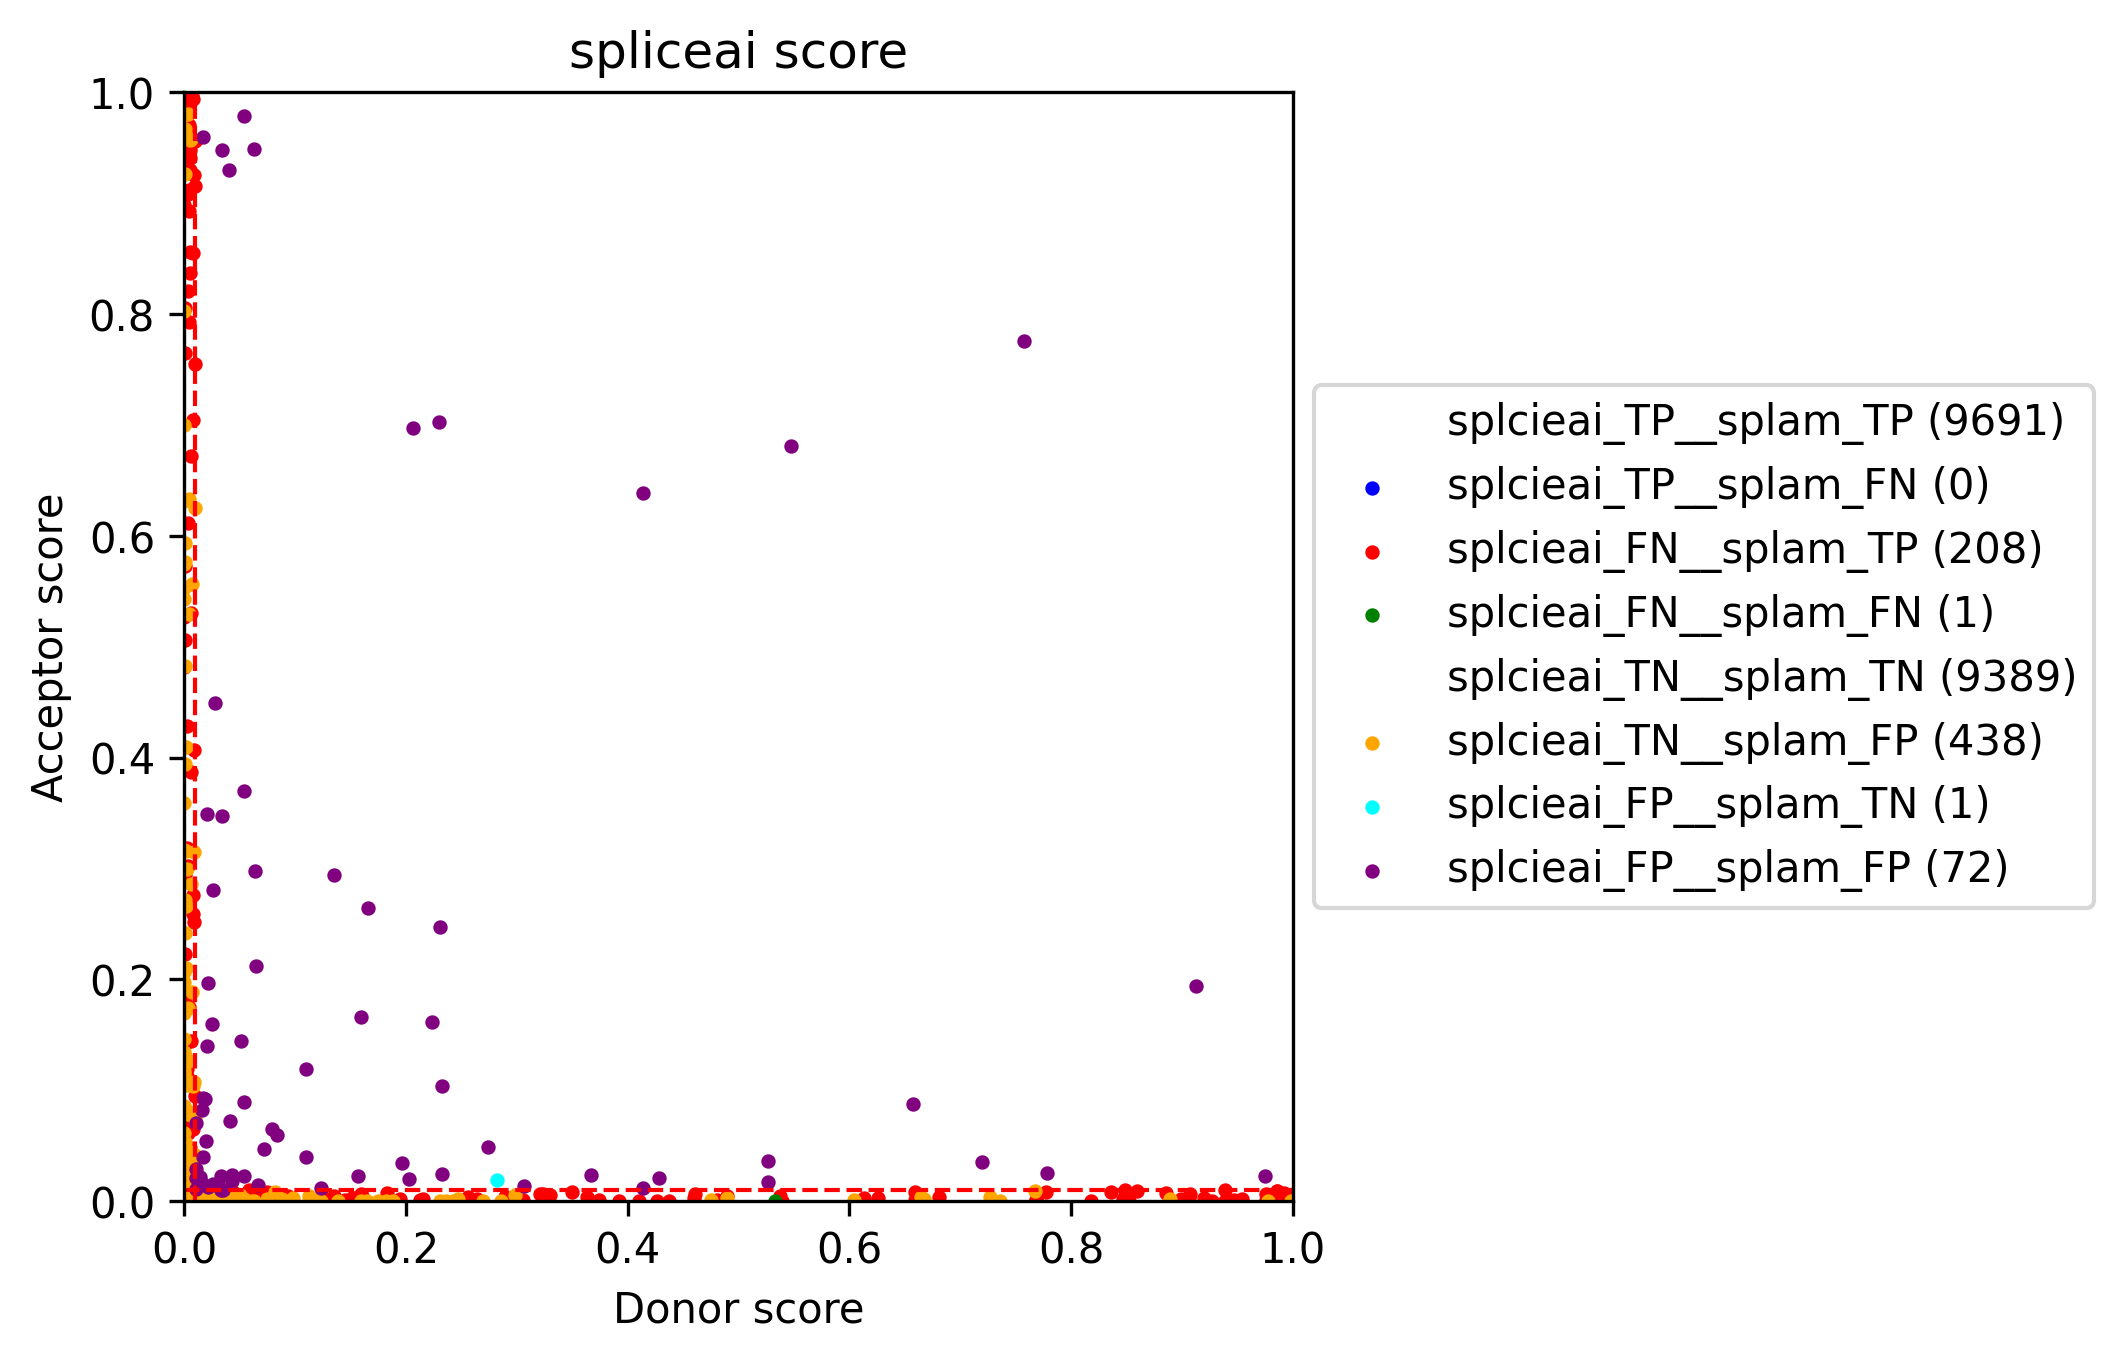 spliceai score
1.0
0.8
0.6
0.4
0.2
0.0
Acceptor score
0.0 0.2 0.4 0.6 0.8 1.0
Donor score
splcieai_TP__splam_TP (9691)
splcieai_TP__splam_FN (0)
splcieai_FN__splam_TP (208)
splcieai_FN__splam_FN (1)
splcieai_TN__splam_TN (9389)
splcieai_TN__splam_FP (438)
splcieai_FP__splam_TN (1)
splcieai_FP__splam_FP (72)